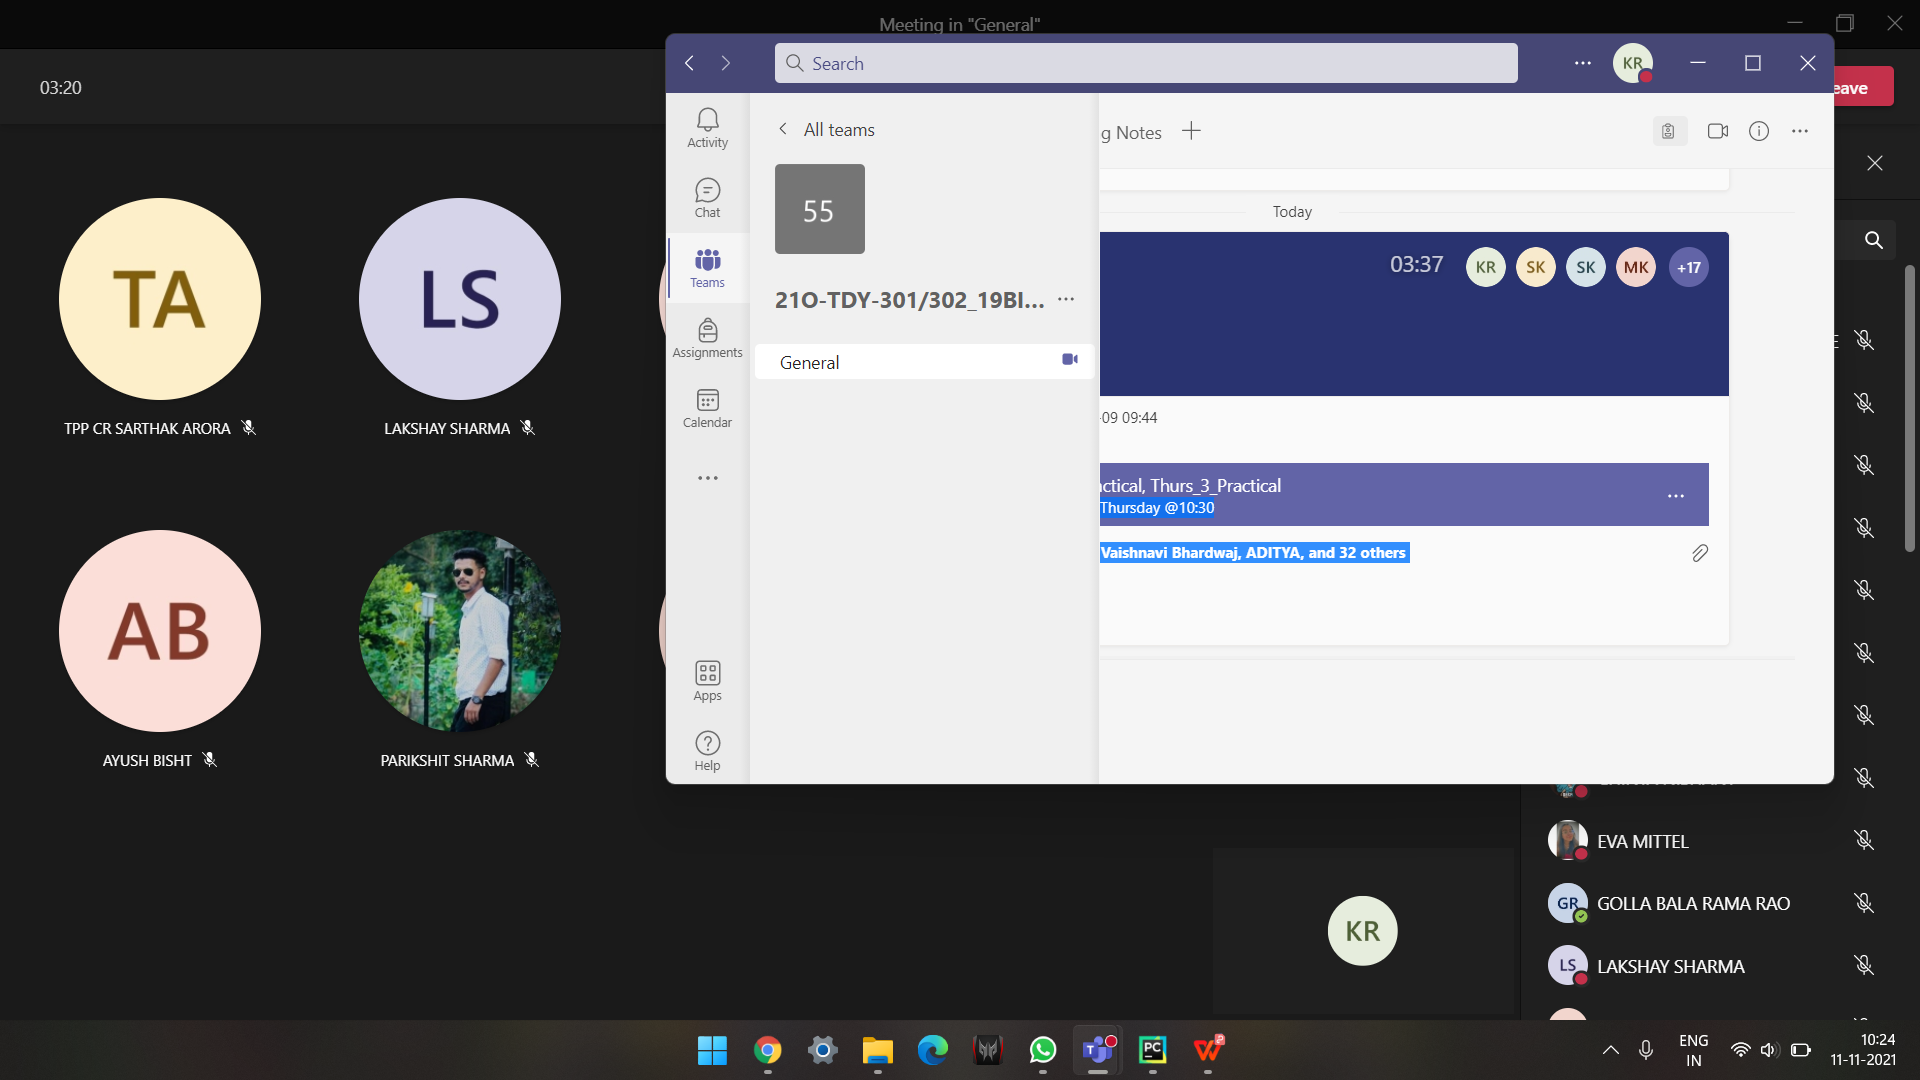 Meeting in "General"
03:20
eave
Search
KR
Activity
Chat
Teams
Assignments
Calendar
Apps
Help
All teams
55
21O-TDY-301/302_19BI...
General
g Notes
Today
03:37
KR
SK
SK
MK
+17
-09 09:44
ctical, Thurs_3_Practical
Thursday @10:30
Vaishnavi Bhardwaj, ADITYA, and 32 others
TA
TPP CR SARTHAK ARORA
LS
LAKSHAY SHARMA
AB
AYUSH BISHT
PARIKSHIT SHARMA
KR
EVA MITTEL
GR
GOLLA BALA RAMA RAO
LS
LAKSHAY SHARMA
PC
ENG
IN
10:24
11-11-2021